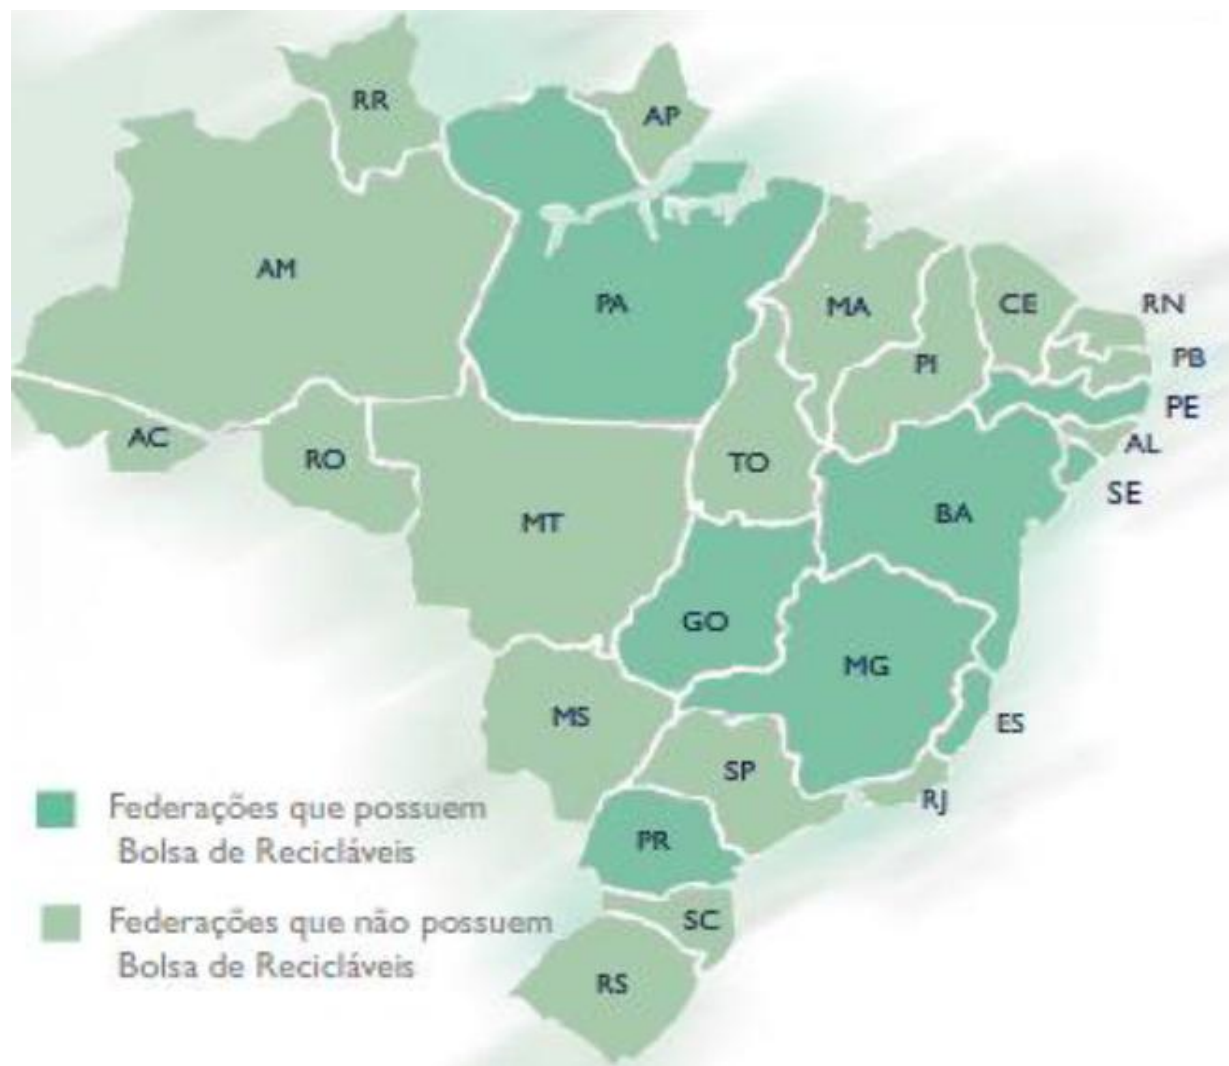 RR
AP
AM
PA
MA
CE
RN
PI
PB
PE
AC
RO
TO
AL
SE
MT
BA
GO
MG
MS
ES
SP
RJ
PR
SC
RS
Federações que possuem
Bolsa de Recicláveis
Federações que não possuem
Bolsa de Recicláveis